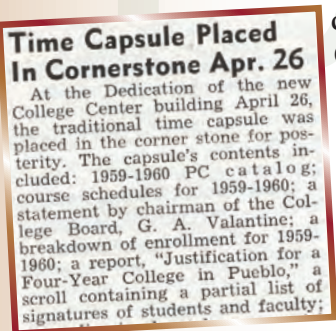 Time Capsule Placed
In Cornerstone Apr. 26
At the Dedication of the new
College Center building April 26,
the traditional time capsule was
placed in the corner stone for pos-
terity. The capsule's contents in-
cluded: 1959-1960 PC catalog;
course schedules for 1959-1960; a
statement by chairman of the Col-
lege Board, G. A. Valantine; a
breakdown of enrollment for 1959-
1960; a report, "Justification for a
Four-Year College in Pueblo," a
scroll containing a partial list of
signatures of students and faculty;